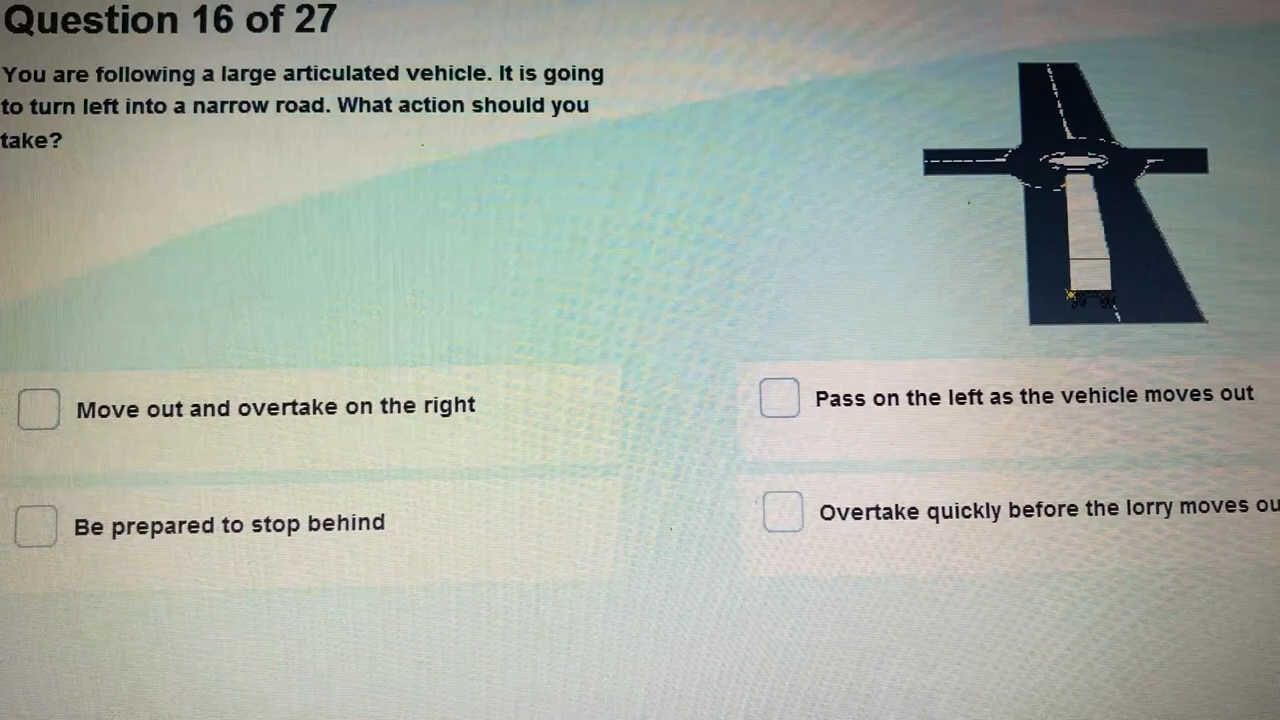 Question 16 of 27
You are following a large articulated vehicle. It is going
to turn left into a narrow road. What action should you
take?
Move out and overtake on the right
Pass on the left as the vehicle moves out
Be prepared to stop behind
Overtake quickly before the lorry moves ou